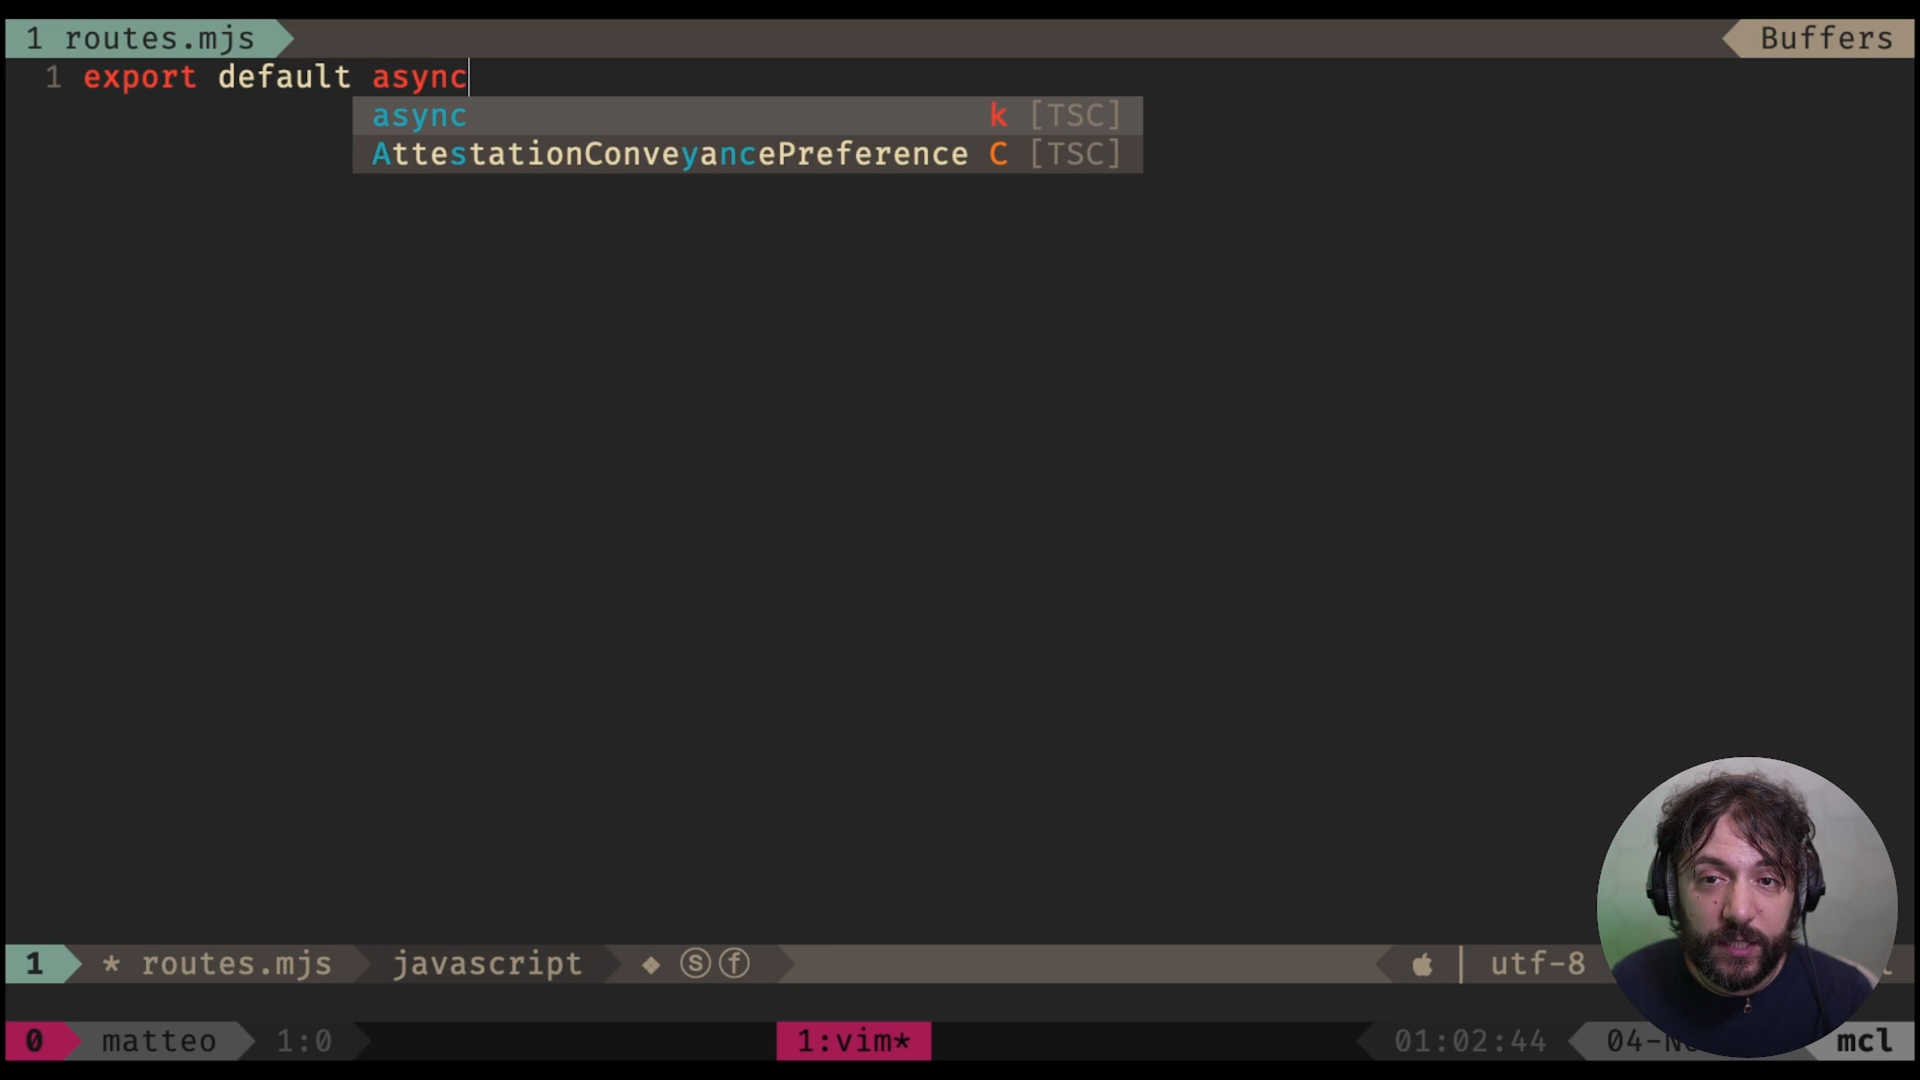 1 routes.mjs Buffers
1 export default async
async k [TSC]
AttestationConveyancePreference C [TSC]
1 * routes.mjs javascript ◆ ⓢⓕ | utf-8
0 matteo 1:0 1:vim* 01:02:44 mcl